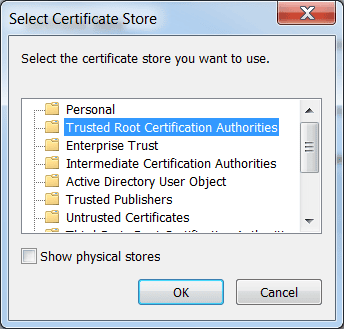 Select Certificate Store
Select the certificate store you want to use.
Personal
Trusted Root Certification Authorities
Enterprise Trust
Intermediate Certification Authorities
Active Directory User Object
Trusted Publishers
Untrusted Certificates
Show physical stores
OK
Cancel